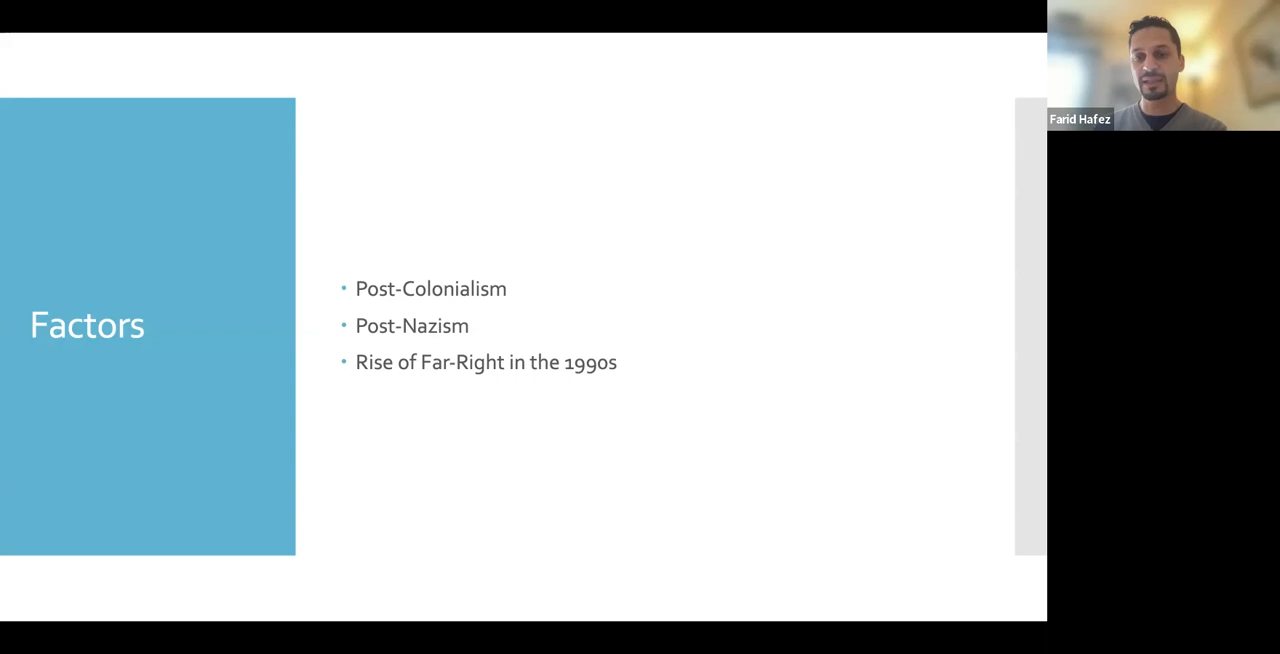 Factors
Post-Colonialism
Post-Nazism
Rise of Far-Right in the 1990s
Farid Hafez